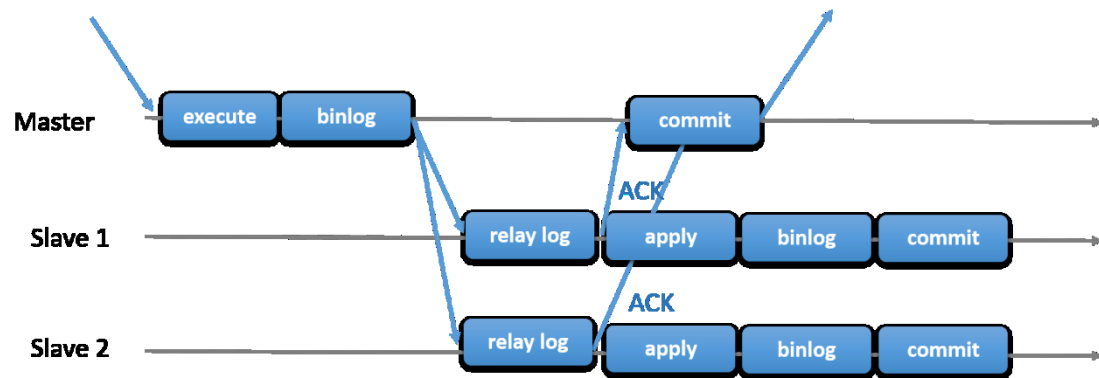 Master execute binlog commit
ACK
Slave 1 relay log apply binlog commit
ACK
Slave 2 relay log apply binlog commit